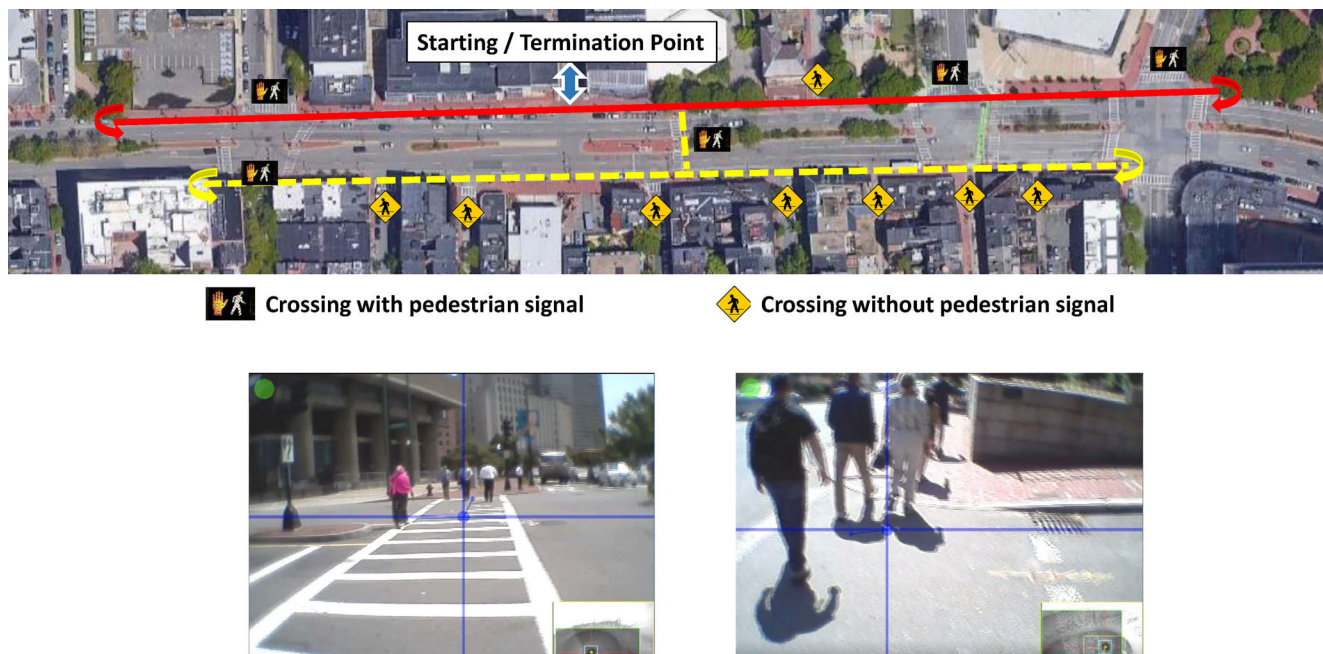 Starting / Termination Point
Crossing with pedestrian signal
Crossing without pedestrian signal